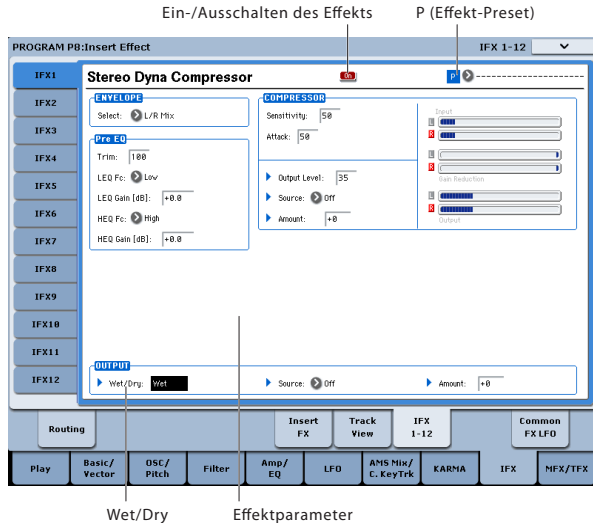 Ein-/Ausschalten des Effekts P (Effekt-Preset)
PROGRAM P8:Insert Effect IFX 1-12
IFX1
IFX2
IFX3
IFX4
IFX5
IFX6
IFX7
IFX8
IFX9
IFX10
IFX11
IFX12
Stereo Dyna Compressor On P ----------------
ENVELOPE
Select: L/R Mix
Pre EQ
Trim: 100
LEQ Fc: Low
LEQ Gain [dB]: +0.0
HEQ Fc: High
HEQ Gain [dB]: +0.0
COMPRESSOR
Sensitivity: 50
Attack: 50
Output Level: 35
Source: Off
Amount: +0
Input
L
R
L
R
Gain Reduction
L
R
Output
OUTPUT
Wet/Dry: Wet Source: Off Amount: +0
Routing
Insert FX
Track View
IFX 1-12
Common FX LFO
Play
Basic/ Vector
OSC/ Pitch
Filter
Amp/ EQ
LFO
AMS Mix/ C. KeyTrk
KARMA
IFX
MFX/TFX
Wet/Dry Effektparameter